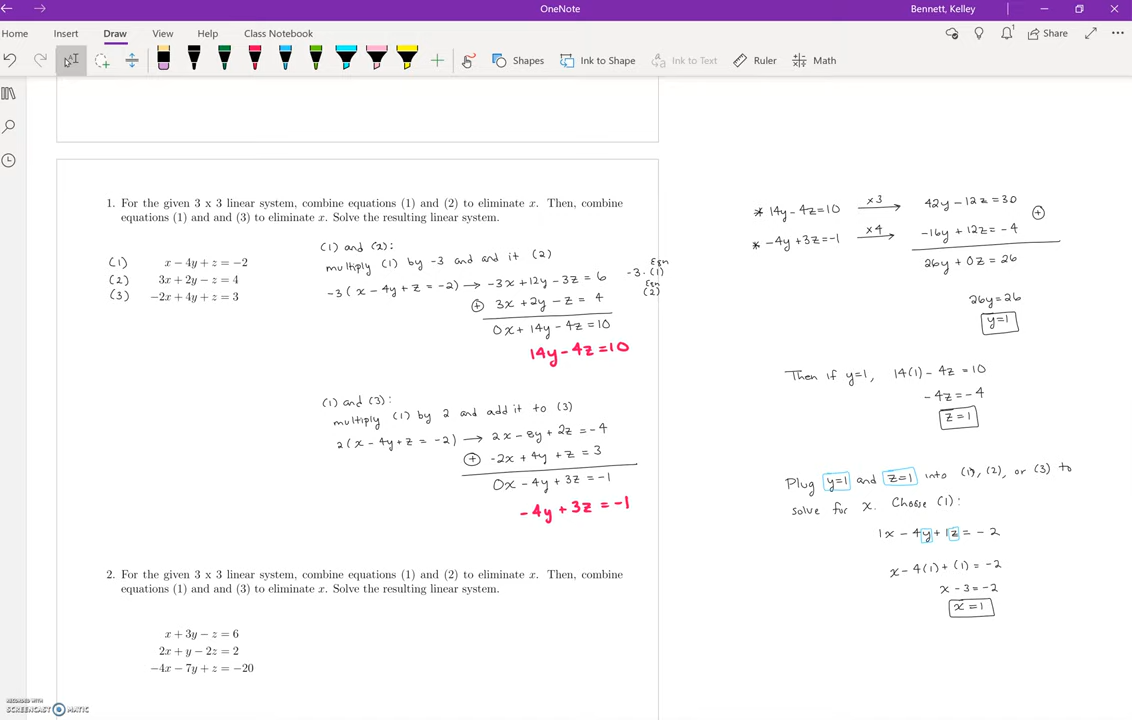 OneNote
Bennett, Kelley
Home Insert Draw View Help Class Notebook
Share
Shapes Ink to Shape Ink to Text Ruler Math
1. For the given 3 x 3 linear system, combine equations (1) and (2) to eliminate x. Then, combine
equations (1) and and (3) to eliminate x. Solve the resulting linear system.
(1) x − 4y + z = −2
(2) 3x + 2y − z = 4
(3) −2x + 4y + z = 3
(1) and (2):
multiply (1) by -3 and and it (2)
-3(x - 4y + z = -2) → -3x + 12y - 3z = 6
Eqn
-3·(1)
⊕ 3x + 2y - z = 4
Eqn
(2)
0x + 14y - 4z = 10
14y - 4z = 10
(1) and (3):
multiply (1) by 2 and add it to (3)
2(x - 4y + z = -2) → 2x - 8y + 2z = -4
⊕ -2x + 4y + z = 3
0x - 4y + 3z = -1
-4y + 3z = -1
* 14y - 4z = 10 x3 → 42y - 12z = 30
⊕
* -4y + 3z = -1 x4 → -16y + 12z = -4
26y + 0z = 26
26y = 26
y = 1
Then if y=1, 14(1) - 4z = 10
-4z = -4
z = 1
Plug y=1 and z=1 into (1), (2), or (3) to
solve for x. Choose (1):
1x - 4y + 1z = -2
x - 4(1) + (1) = -2
x - 3 = -2
x = 1
2. For the given 3 x 3 linear system, combine equations (1) and (2) to eliminate x. Then, combine
equations (1) and and (3) to eliminate x. Solve the resulting linear system.
x + 3y − z = 6
2x + y − 2z = 2
−4x − 7y + z = −20
RECORDED WITH
SCREENCAST MATIC